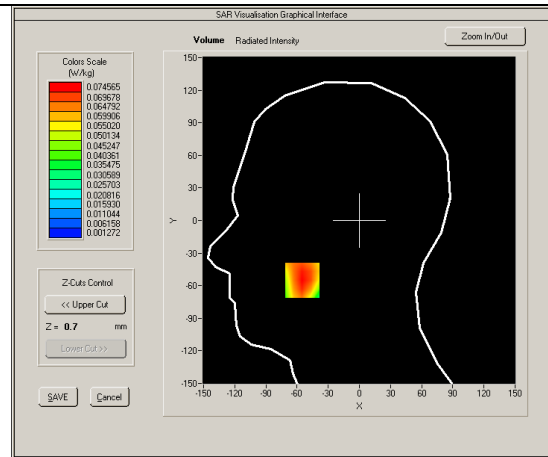 SAR Visualisation Graphical Interface
Volume Radiated Intensity
Zoom In/Out
Colors Scale
(W/kg)
0.074565
0.069678
0.064792
0.059906
0.055020
0.050134
0.045247
0.040361
0.035475
0.030589
0.025703
0.020816
0.015930
0.011044
0.006158
0.001272
Z-Cuts Control
<< Upper Cut
Z = 0.7 mm
Lower Cut >>
SAVE Cancel
150
120
90
60
30
0
-30
-60
-90
-120
-150
Y
-150 -120 -90 -60 -30 0 30 60 90 120 150
X